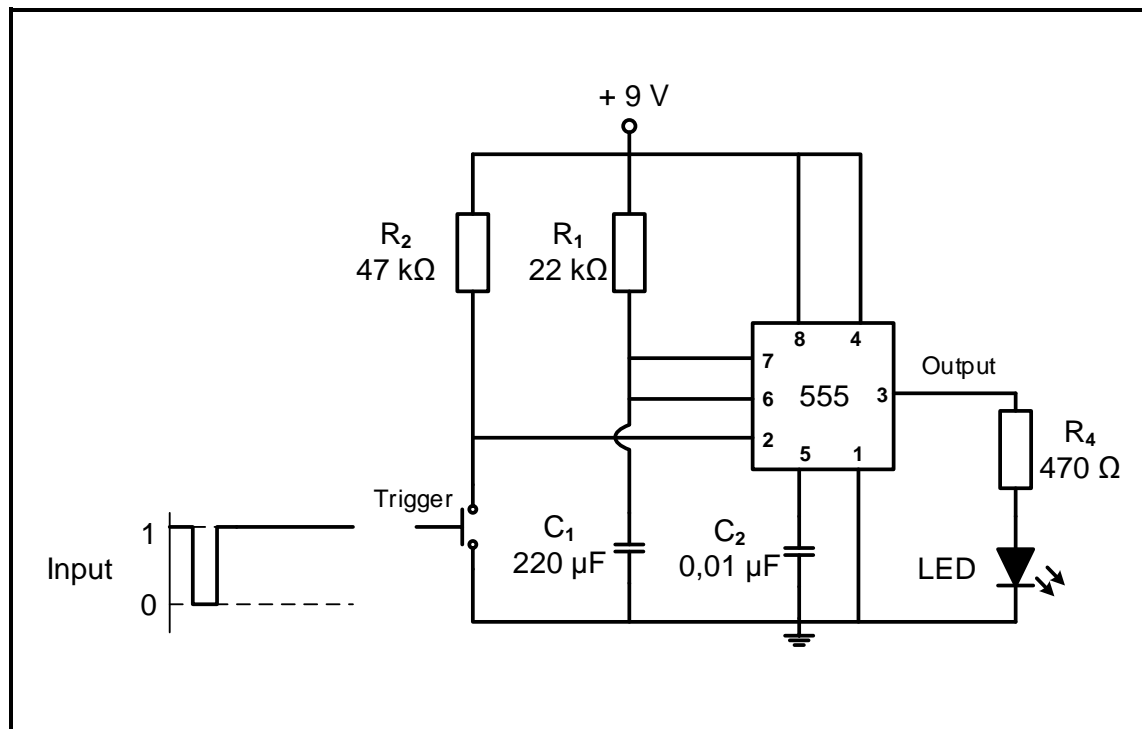 + 9 V
R₂
47 kΩ
R₁
22 kΩ
8 4
7
6
2
555
3
5 1
Output
R₄
470 Ω
Trigger
Input
1
0
C₁
220 µF
C₂
0,01 µF
LED